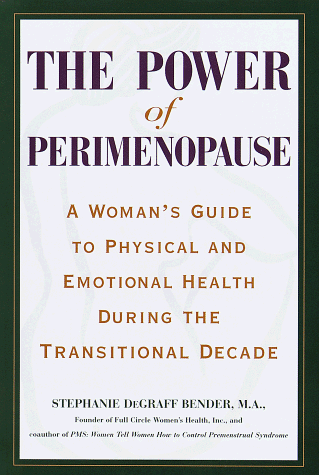 THE POWER
of
PERIMENOPAUSE
A WOMAN'S GUIDE
TO PHYSICAL AND
EMOTIONAL HEALTH
DURING THE
TRANSITIONAL DECADE
STEPHANIE DEGRAFF BENDER, M.A.,
Founder of Full Circle Women's Health, Inc., and
coauthor of PMS: Women Tell Women How to Control Premenstrual Syndrome